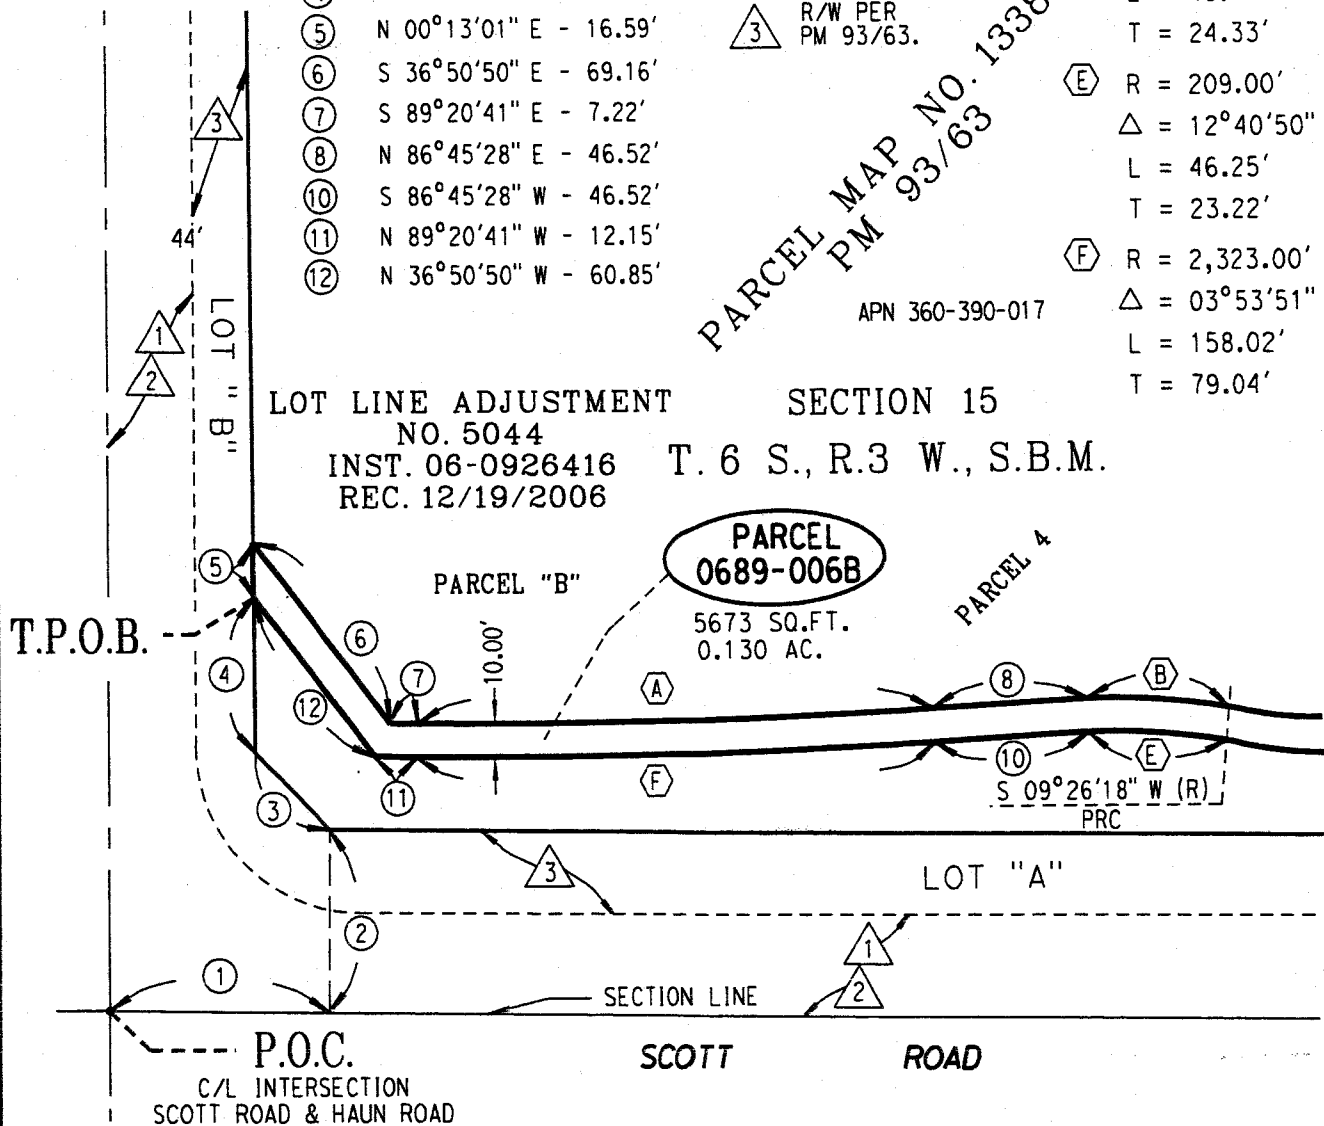 ⑤ N 00°13'01" E - 16.59'
⑥ S 36°50'50" E - 69.16'
⑦ S 89°20'41" E - 7.22'
⑧ N 86°45'28" E - 46.52'
⑩ S 86°45'28" W - 46.52'
⑪ N 89°20'41" W - 12.15'
⑫ N 36°50'50" W - 60.85'
3 R/W PER
PM 93/63.
PARCEL MAP NO. 1338
PM 93/63
T = 24.33'
E R = 209.00'
△ = 12°40'50"
L = 46.25'
T = 23.22'
F R = 2,323.00'
△ = 03°53'51"
L = 158.02'
T = 79.04'
APN 360-390-017
3
44'
1
2
LOT "B"
LOT LINE ADJUSTMENT
NO. 5044
INST. 06-0926416
REC. 12/19/2006
SECTION 15
T. 6 S., R.3 W., S.B.M.
PARCEL
0689-006B
5673 SQ.FT.
0.130 AC.
PARCEL "B"
PARCEL 4
10.00'
T.P.O.B.
⑤
⑥
⑦
④
⑫
⑪
③
A
⑧
B
F
⑩
E
S 09°26'18" W (R)
PRC
3
LOT "A"
②
①
1
2
SECTION LINE
P.O.C.
C/L INTERSECTION
SCOTT ROAD & HAUN ROAD
SCOTT ROAD